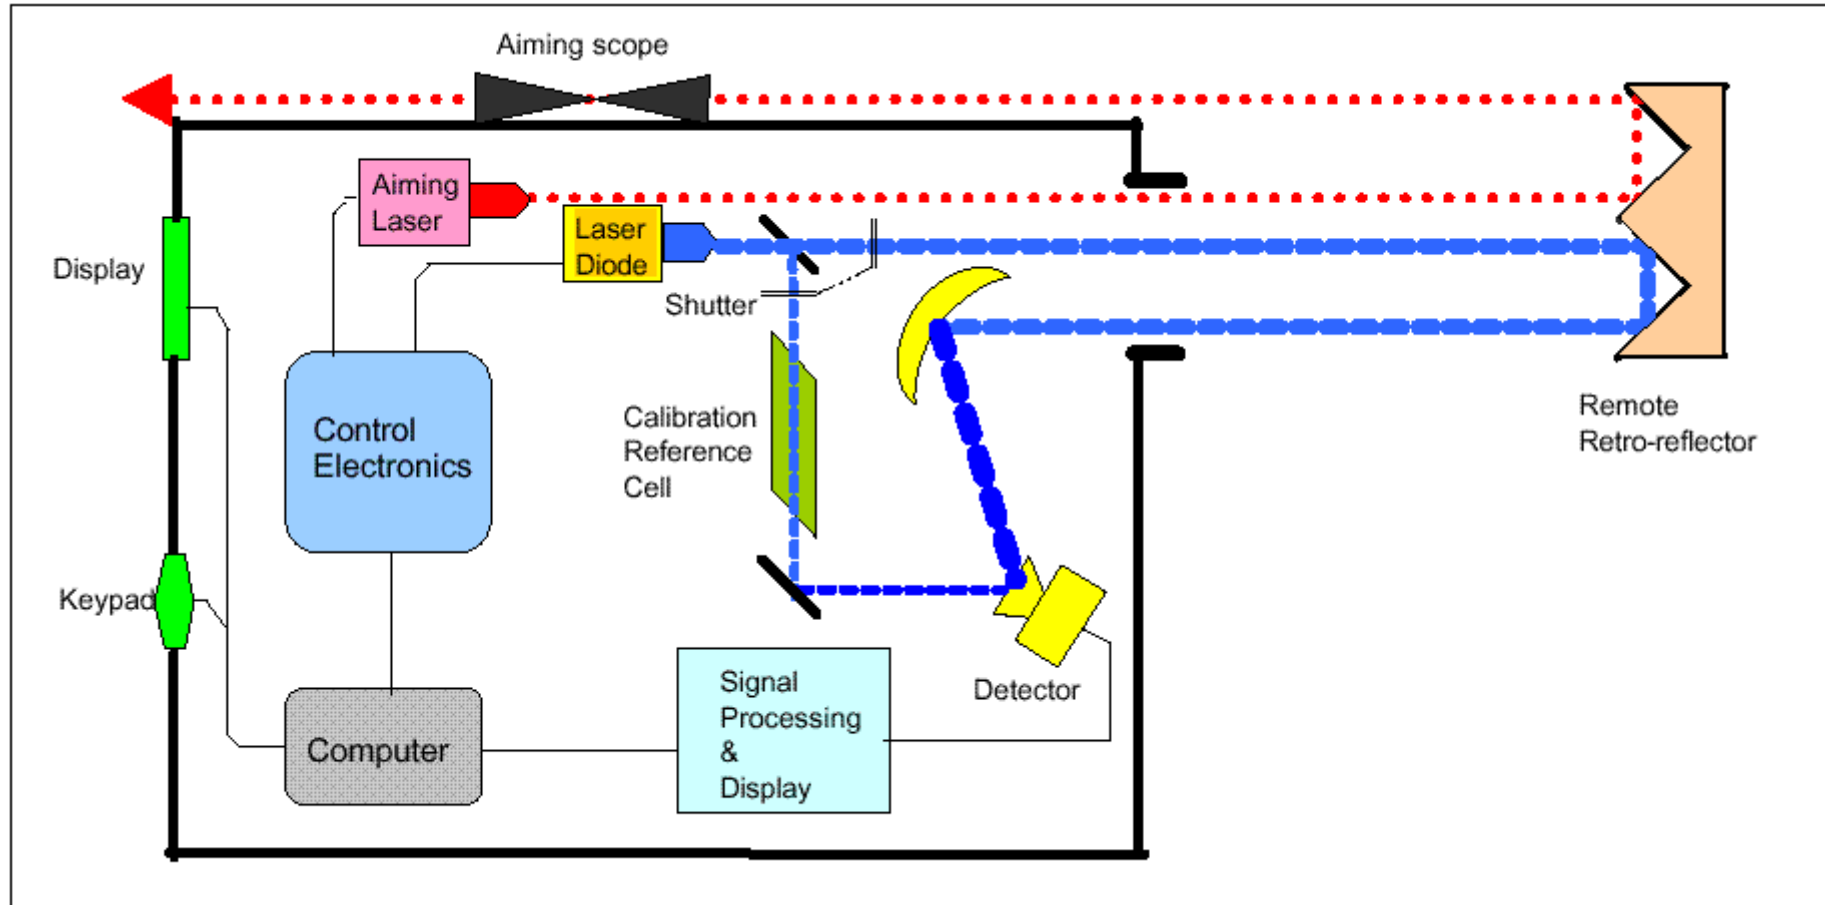 Aiming scope
Aiming
Laser
Laser
Diode
Display
Shutter
Calibration
Reference
Cell
Control
Electronics
Remote
Retro-reflector
Keypad
Signal
Processing
&
Display
Detector
Computer